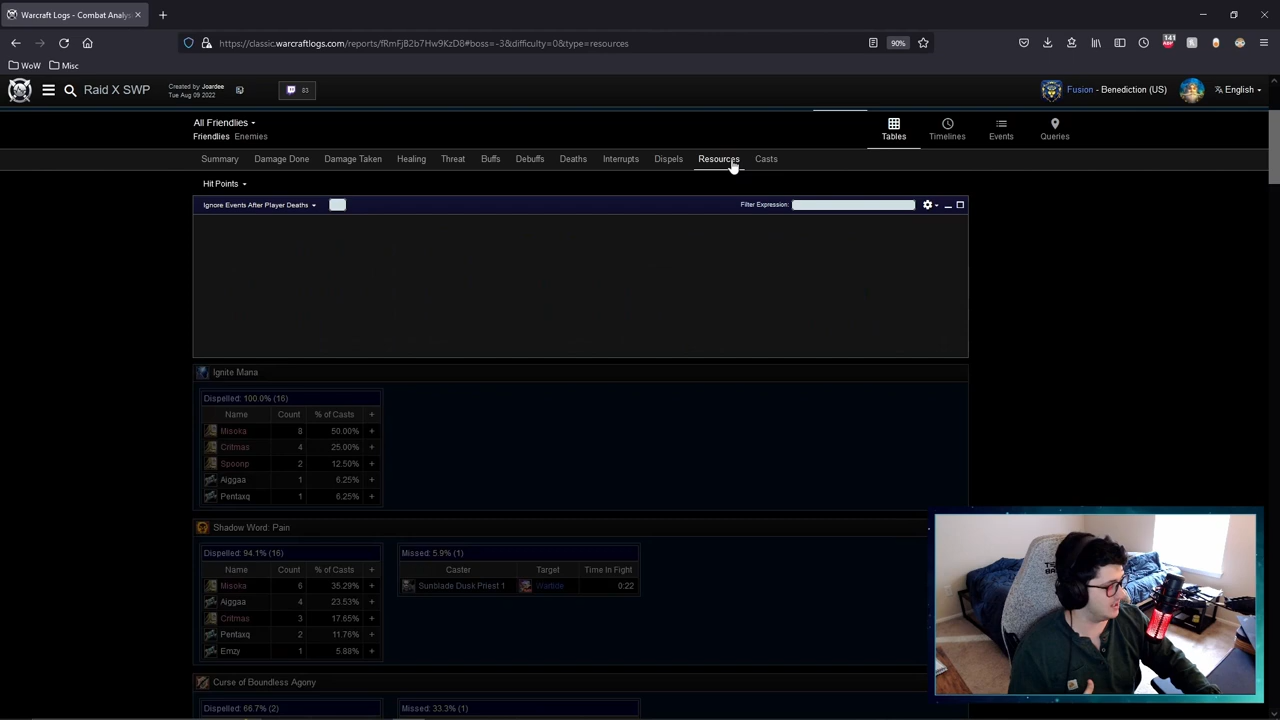 Warcraft Logs - Combat Analys
https://classic.warcraftlogs.com/reports/fRmFjB2b7Hw9KzD8#boss=-3&difficulty=0&type=resources
90%
141
ABP
WoW
Misc
Raid X SWP
Created by Joardee
Tue Aug 09 2022
83
Fusion - Benediction (US)
English
All Friendlies
Friendlies Enemies
Tables
Timelines
Events
Queries
Summary Damage Done Damage Taken Healing Threat Buffs Debuffs Deaths Interrupts Dispels Resources Casts
Hit Points
Ignore Events After Player Deaths
Filter Expression:
Ignite Mana
Dispelled: 100.0% (16)
Name Count % of Casts +
Misoka 8 50.00% +
Critmas 4 25.00% +
Spoonp 2 12.50% +
Aiggaa 1 6.25% +
Pentaxq 1 6.25% +
Shadow Word: Pain
Dispelled: 94.1% (16)
Name Count % of Casts +
Misoka 6 35.29% +
Aiggaa 4 23.53% +
Critmas 3 17.65% +
Pentaxq 2 11.76% +
Emzy 1 5.88% +
Missed: 5.9% (1)
Caster Target Time In Fight
Sunblade Dusk Priest 1 Wartide 0:22
Curse of Boundless Agony
Dispelled: 66.7% (2)
Missed: 33.3% (1)